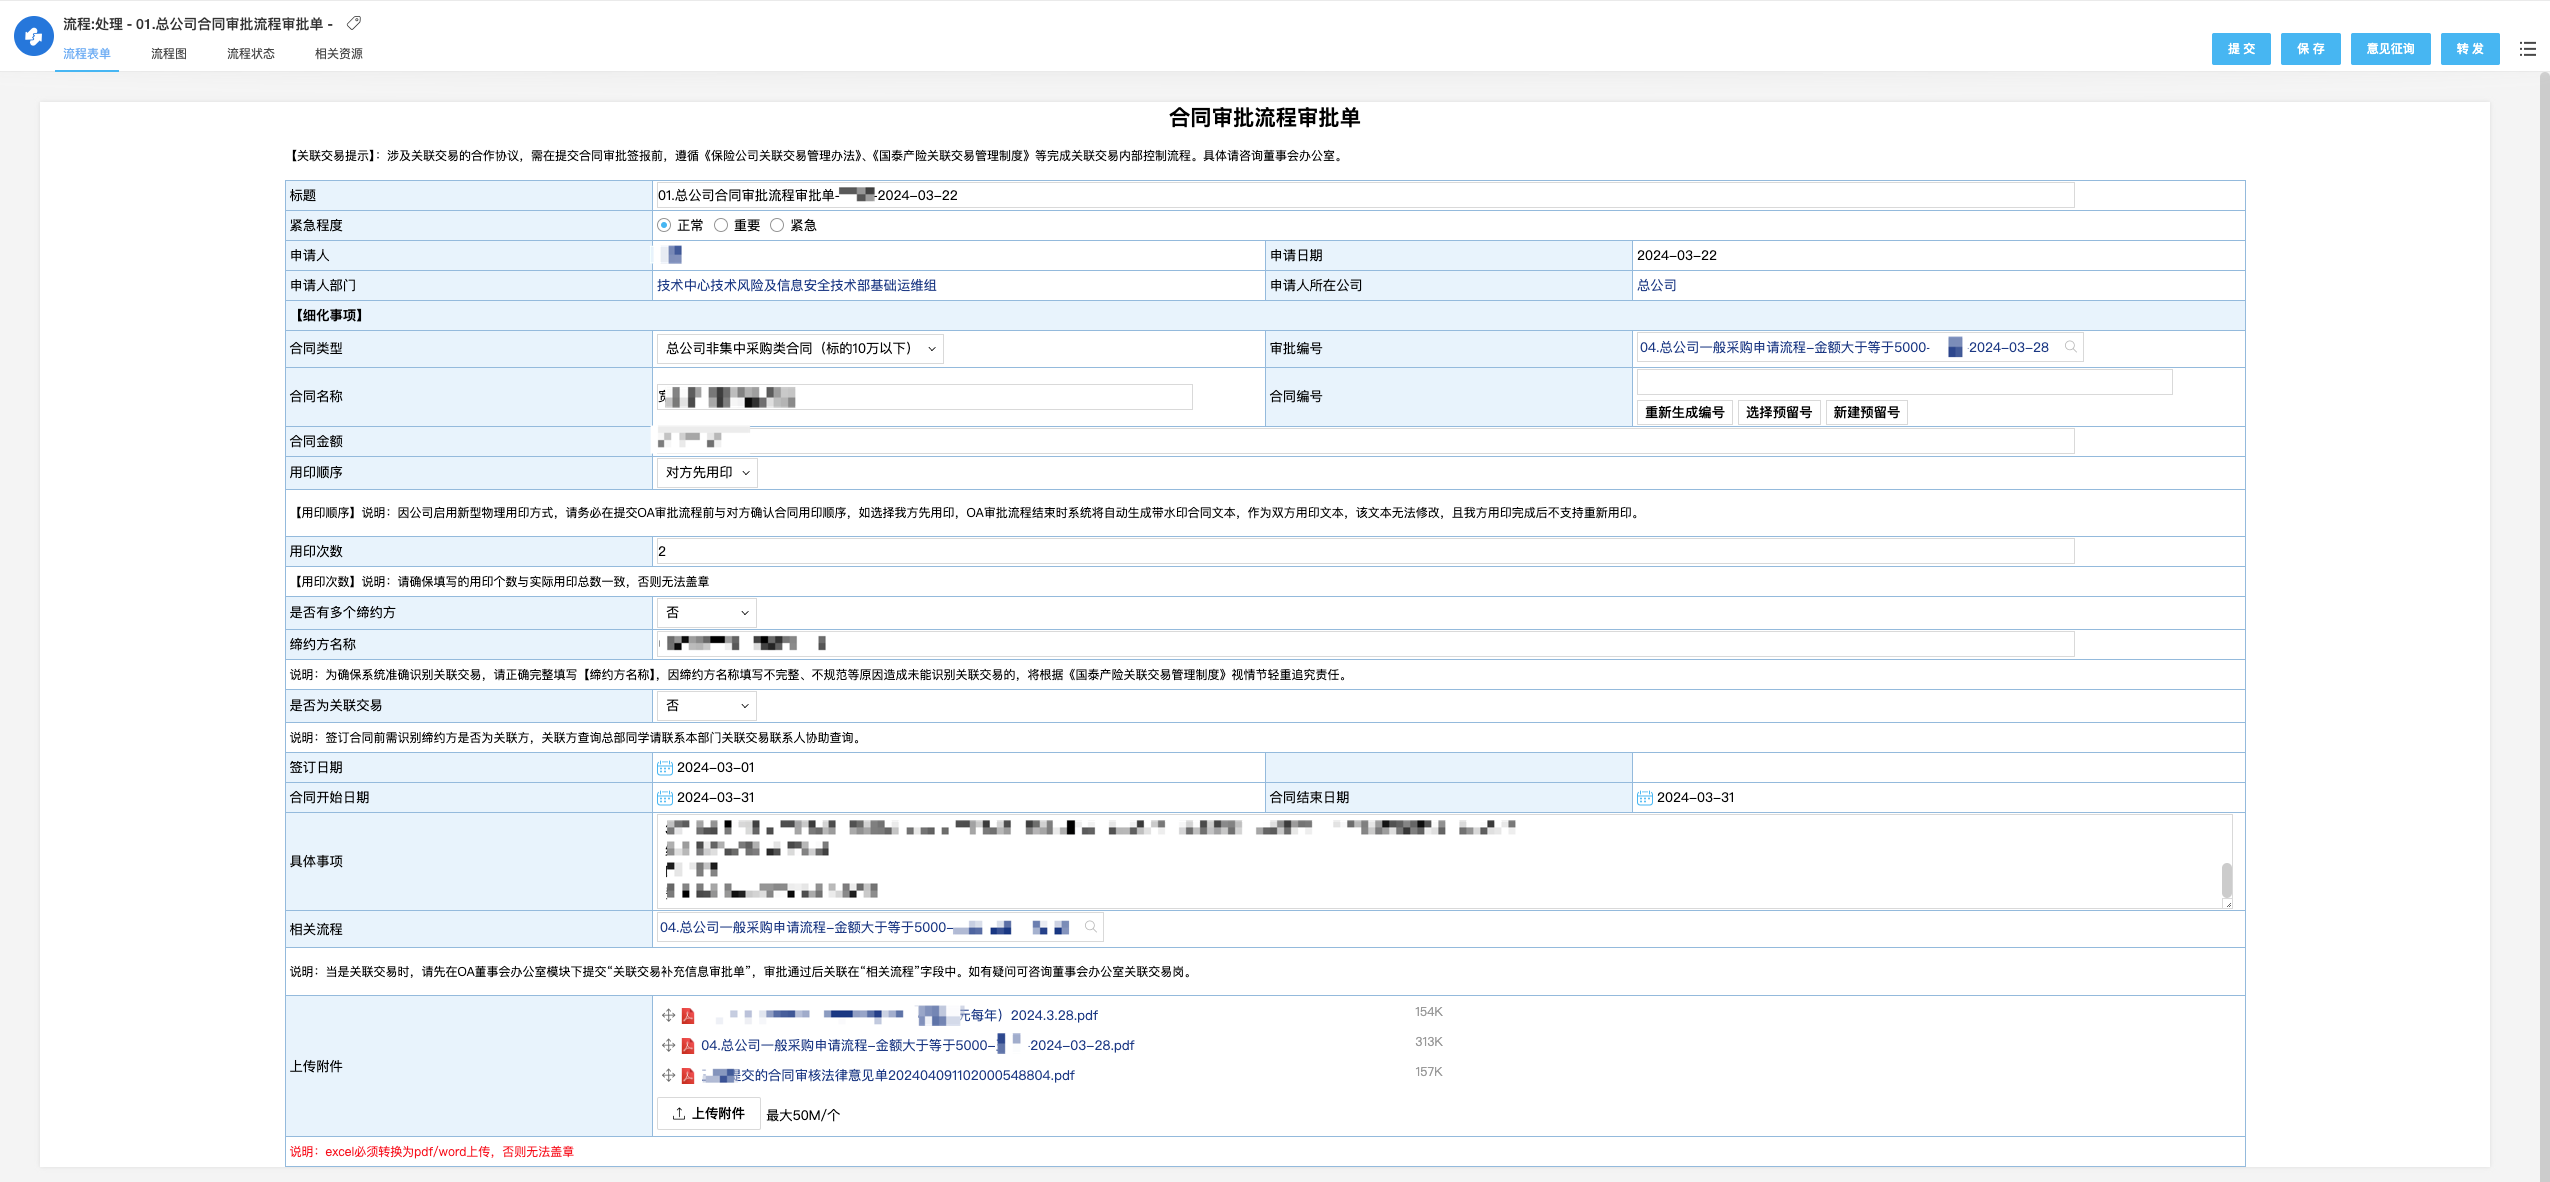 流程:处理 - 01.总公司合同审批流程审批单 -
流程表单 流程图 流程状态 相关资源
提 交 保 存 意见征询 转 发
合同审批流程审批单
【关联交易提示】：涉及关联交易的合作协议，需在提交合同审批签报前，遵循《保险公司关联交易管理办法》、《国泰产险关联交易管理制度》等完成关联交易内部控制流程。具体请咨询董事会办公室。
标题 01.总公司合同审批流程审批单- -2024-03-22
紧急程度 正常 重要 紧急
申请人 申请日期 2024-03-22
申请人部门 技术中心技术风险及信息安全技术部基础运维组 申请人所在公司 总公司
【细化事项】
合同类型 总公司非集中采购类合同（标的10万以下） 审批编号 04.总公司一般采购申请流程-金额大于等于5000- 2024-03-28
合同名称 合同编号
重新生成编号 选择预留号 新建预留号
合同金额
用印顺序 对方先用印
【用印顺序】说明：因公司启用新型物理用印方式，请务必在提交OA审批流程前与对方确认合同用印顺序，如选择我方先用印，OA审批流程结束时系统将自动生成带水印合同文本，作为双方用印文本，该文本无法修改，且我方用印完成后不支持重新用印。
用印次数 2
【用印次数】说明：请确保填写的用印个数与实际用印总数一致，否则无法盖章
是否有多个缔约方 否
缔约方名称
说明：为确保系统准确识别关联交易，请正确完整填写【缔约方名称】，因缔约方名称填写不完整、不规范等原因造成未能识别关联交易的，将根据《国泰产险关联交易管理制度》视情节轻重追究责任。
是否为关联交易 否
说明：签订合同前需识别缔约方是否为关联方，关联方查询总部同学请联系本部门关联交易联系人协助查询。
签订日期 2024-03-01
合同开始日期 2024-03-31 合同结束日期 2024-03-31
具体事项
相关流程 04.总公司一般采购申请流程-金额大于等于5000-
说明：当是关联交易时，请先在OA董事会办公室模块下提交“关联交易补充信息审批单”，审批通过后关联在“相关流程”字段中。如有疑问可咨询董事会办公室关联交易岗。
上传附件
元每年）2024.3.28.pdf 154K
04.总公司一般采购申请流程-金额大于等于5000- -2024-03-28.pdf 313K
提交的合同审核法律意见单202404091102000548804.pdf 157K
上传附件 最大50M/个
说明：excel必须转换为pdf/word上传，否则无法盖章